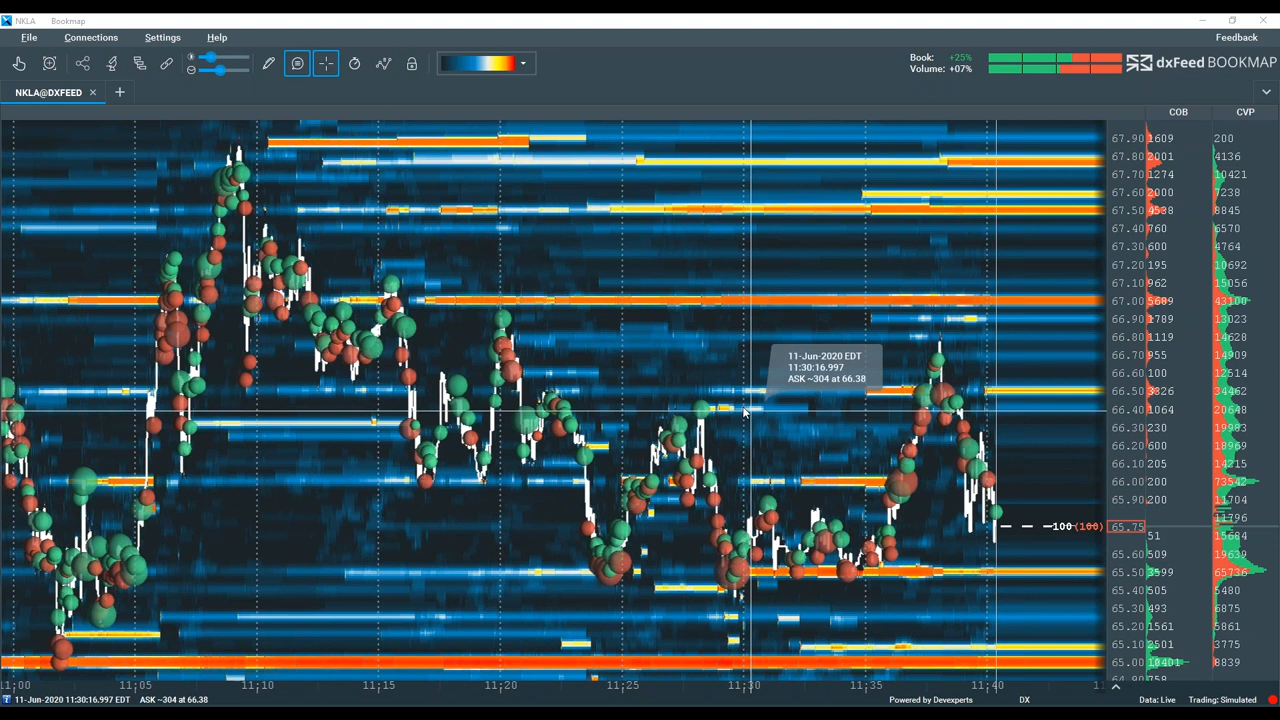 NKLA Bookmap
File Connections Settings Help Feedback
Book: +25%
Volume: +07%
dxFeed BOOKMAP
NKLA@DXFEED
COB CVP
67.90 1609 200
67.80 2001 4136
67.70 1274 10421
67.60 2000 7238
67.50 4538 8845
67.40 760 6570
67.30 600 4764
67.20 195 10692
67.10 962 15056
67.00 5689 43100
66.90 1789 13023
66.80 1119 14628
66.70 955 14909
66.60 100 12514
66.50 3826 34462
66.40 1064 20648
66.30 230 19983
66.20 600 18969
66.10 205 14215
66.00 200 73542
65.90 200 11704
11796
100 (100) 65.75
51 15684
65.60 509 19639
65.50 3599 65736
65.40 505 5480
65.30 493 6875
65.20 1561 5861
65.10 2501 3775
65.00 10401 8839
11-Jun-2020 EDT
11:30:16.997
ASK ~304 at 66.38
11:00 11:05 11:10 11:15 11:20 11:25 11:30 11:35 11:40
11-Jun-2020 11:30:16.997 EDT ASK ~304 at 66.38 Powered by Devexperts DX Data: Live Trading: Simulated